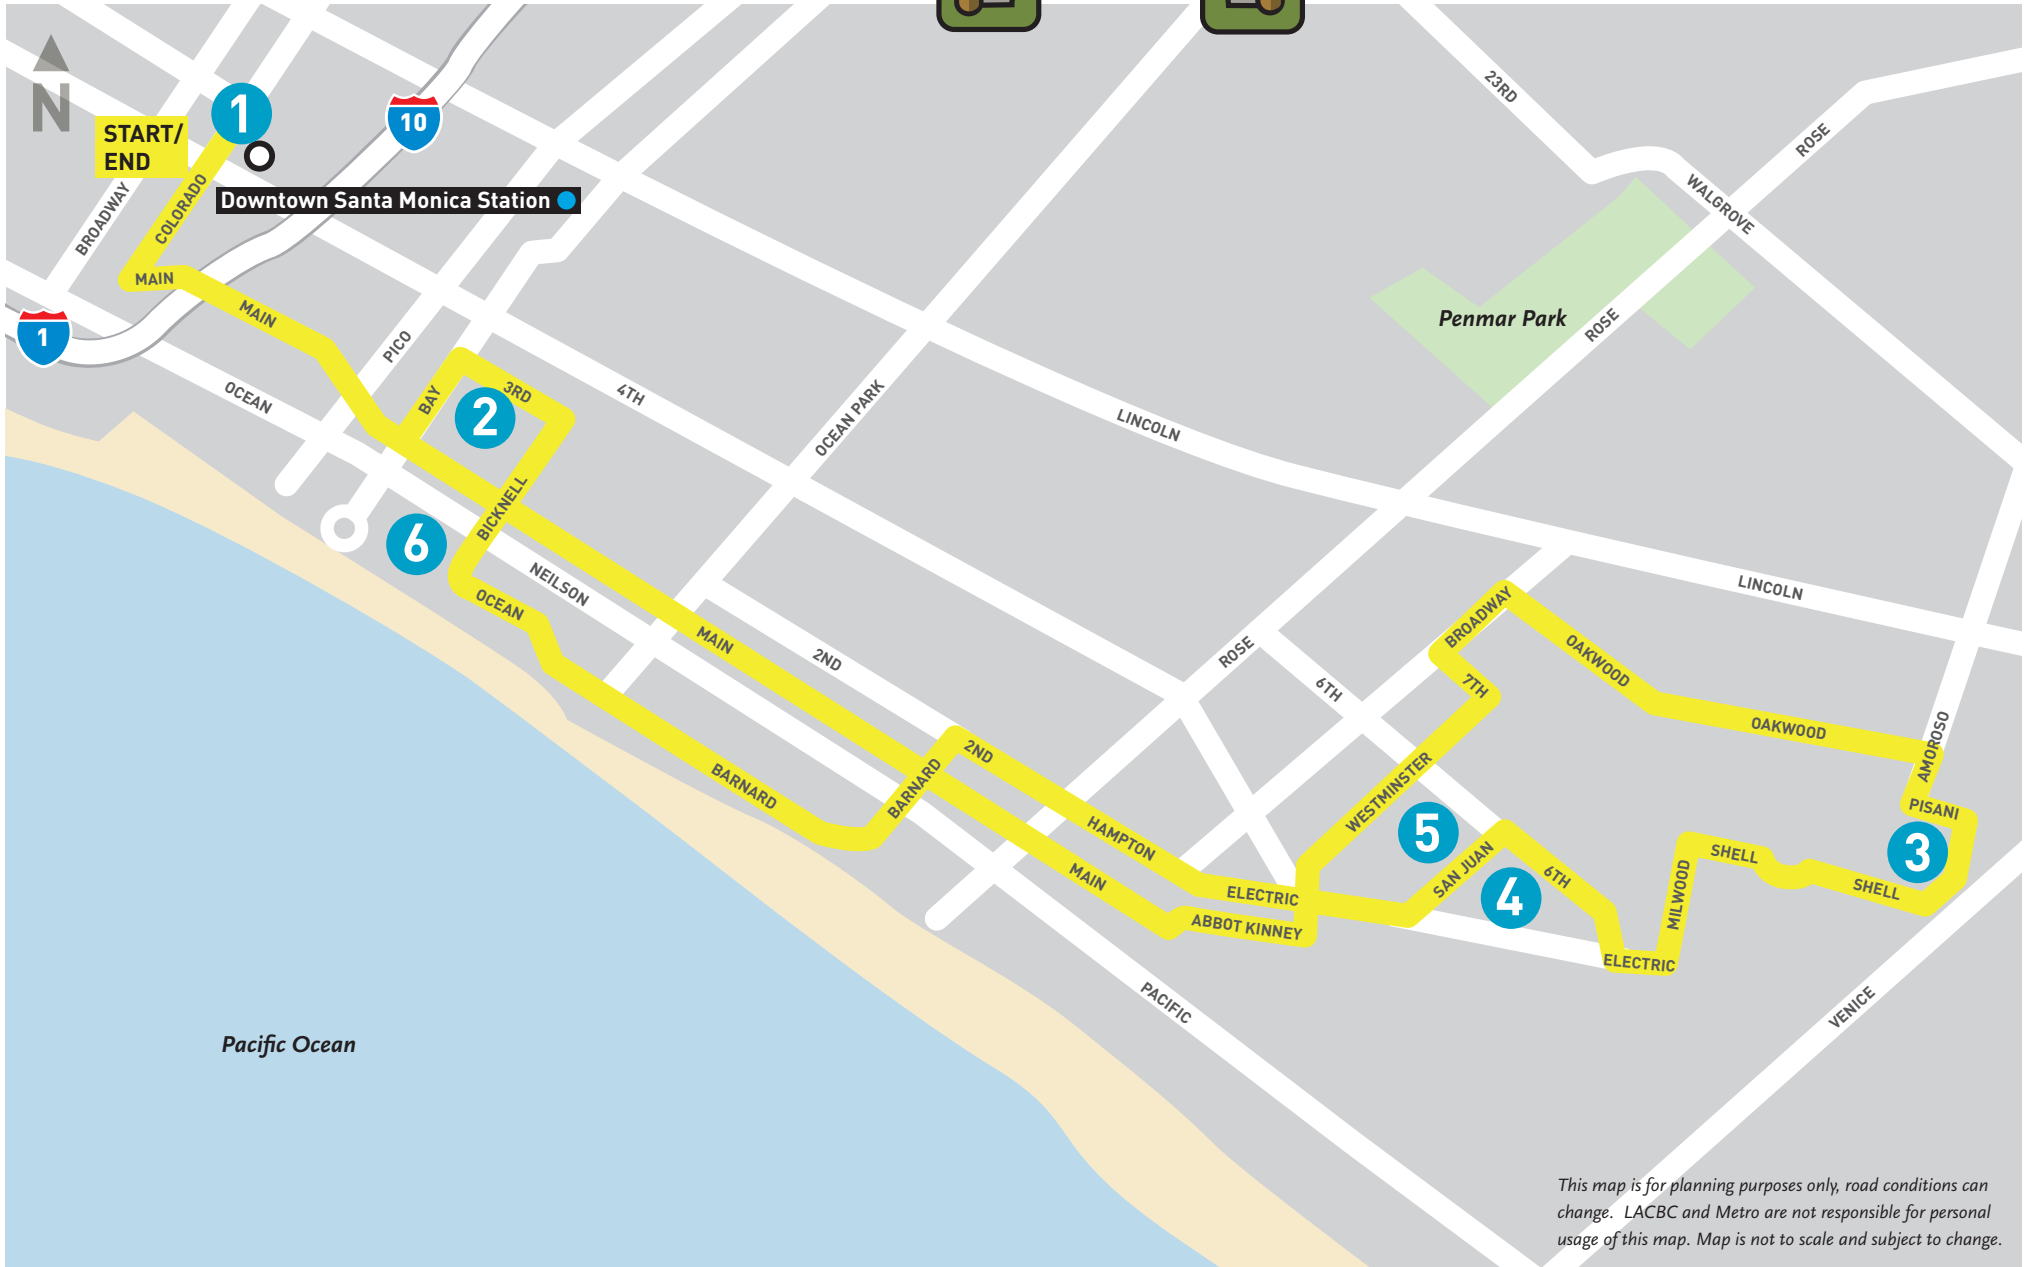 N
START/
END
1
10
Downtown Santa Monica Station
BROADWAY
COLORADO
MAIN
MAIN
1
OCEAN
PICO
BAY
3RD
2
4TH
OCEAN PARK
LINCOLN
23RD
ROSE
WALGROVE
Penmar Park
ROSE
BICKNELL
6
NEILSON
OCEAN
MAIN
2ND
ROSE
6TH
BROADWAY
7TH
OAKWOOD
OAKWOOD
LINCOLN
AMOROSO
PISANI
3
BARNARD
BARNARD
2ND
HAMPTON
MAIN
ELECTRIC
ABBOT KINNEY
WESTMINSTER
5
SAN JUAN
4
6TH
MILWOOD
SHELL
SHELL
ELECTRIC
PACIFIC
VENICE
Pacific Ocean
This map is for planning purposes only, road conditions can
change. LACBC and Metro are not responsible for personal
usage of this map. Map is not to scale and subject to change.